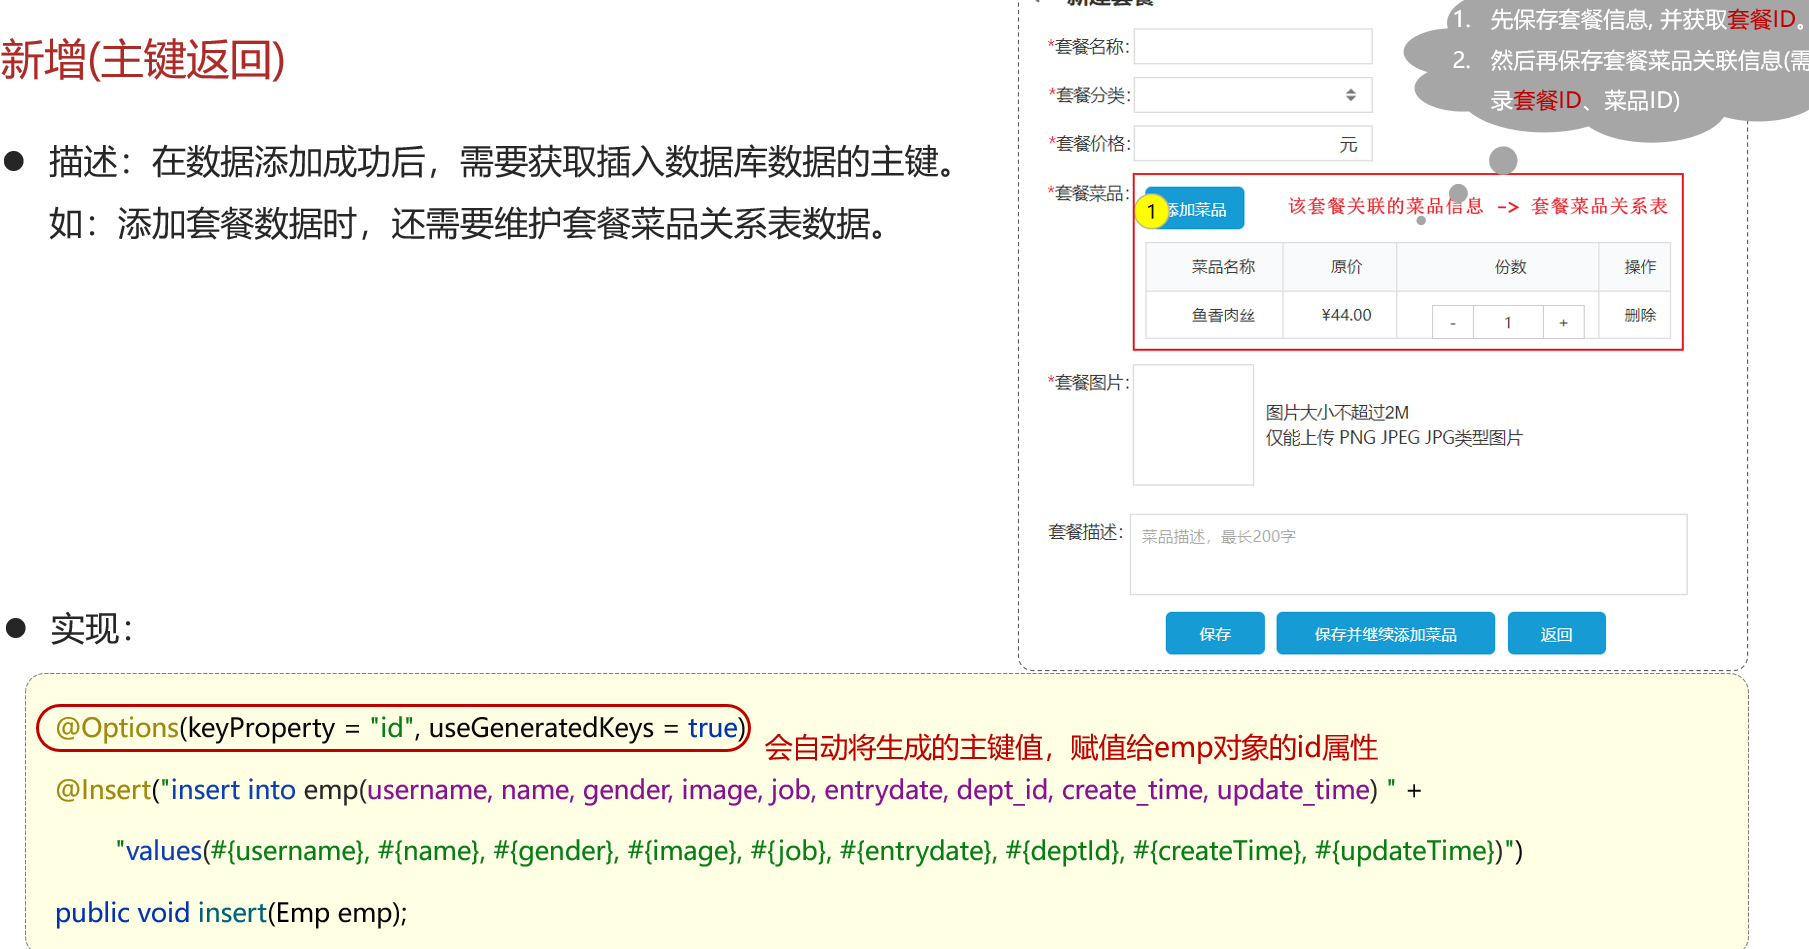 新增(主键返回)
描述：在数据添加成功后，需要获取插入数据库数据的主键。
如：添加套餐数据时，还需要维护套餐菜品关系表数据。
新建套餐
*套餐名称:
*套餐分类:
*套餐价格:
元
1. 先保存套餐信息, 并获取套餐ID。
2. 然后再保存套餐菜品关联信息(需
录套餐ID、菜品ID)
*套餐菜品:
1
添加菜品
该套餐关联的菜品信息 -> 套餐菜品关系表
菜品名称 原价 份数 操作
鱼香肉丝 ¥44.00 - 1 + 删除
*套餐图片:
图片大小不超过2M
仅能上传 PNG JPEG JPG类型图片
套餐描述:
菜品描述，最长200字
保存 保存并继续添加菜品 返回
实现：
@Options(keyProperty = "id", useGeneratedKeys = true)
会自动将生成的主键值，赋值给emp对象的id属性
@Insert("insert into emp(username, name, gender, image, job, entrydate, dept_id, create_time, update_time) " +
"values(#{username}, #{name}, #{gender}, #{image}, #{job}, #{entrydate}, #{deptId}, #{createTime}, #{updateTime})")
public void insert(Emp emp);